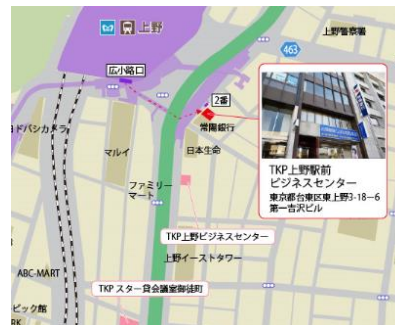 上野
上野警察署
463
広小路口
2番
ヨドバシカメラ
常陽銀行
マルイ
日本生命
TKP上野駅前
ビジネスセンター
東京都台東区東上野3-18-6
第一吉沢ビル
ファミリー
マート
TKP上野ビジネスセンター
上野イーストタワー
ABC-MART
TKP スター貸会議室御徒町
ビック館